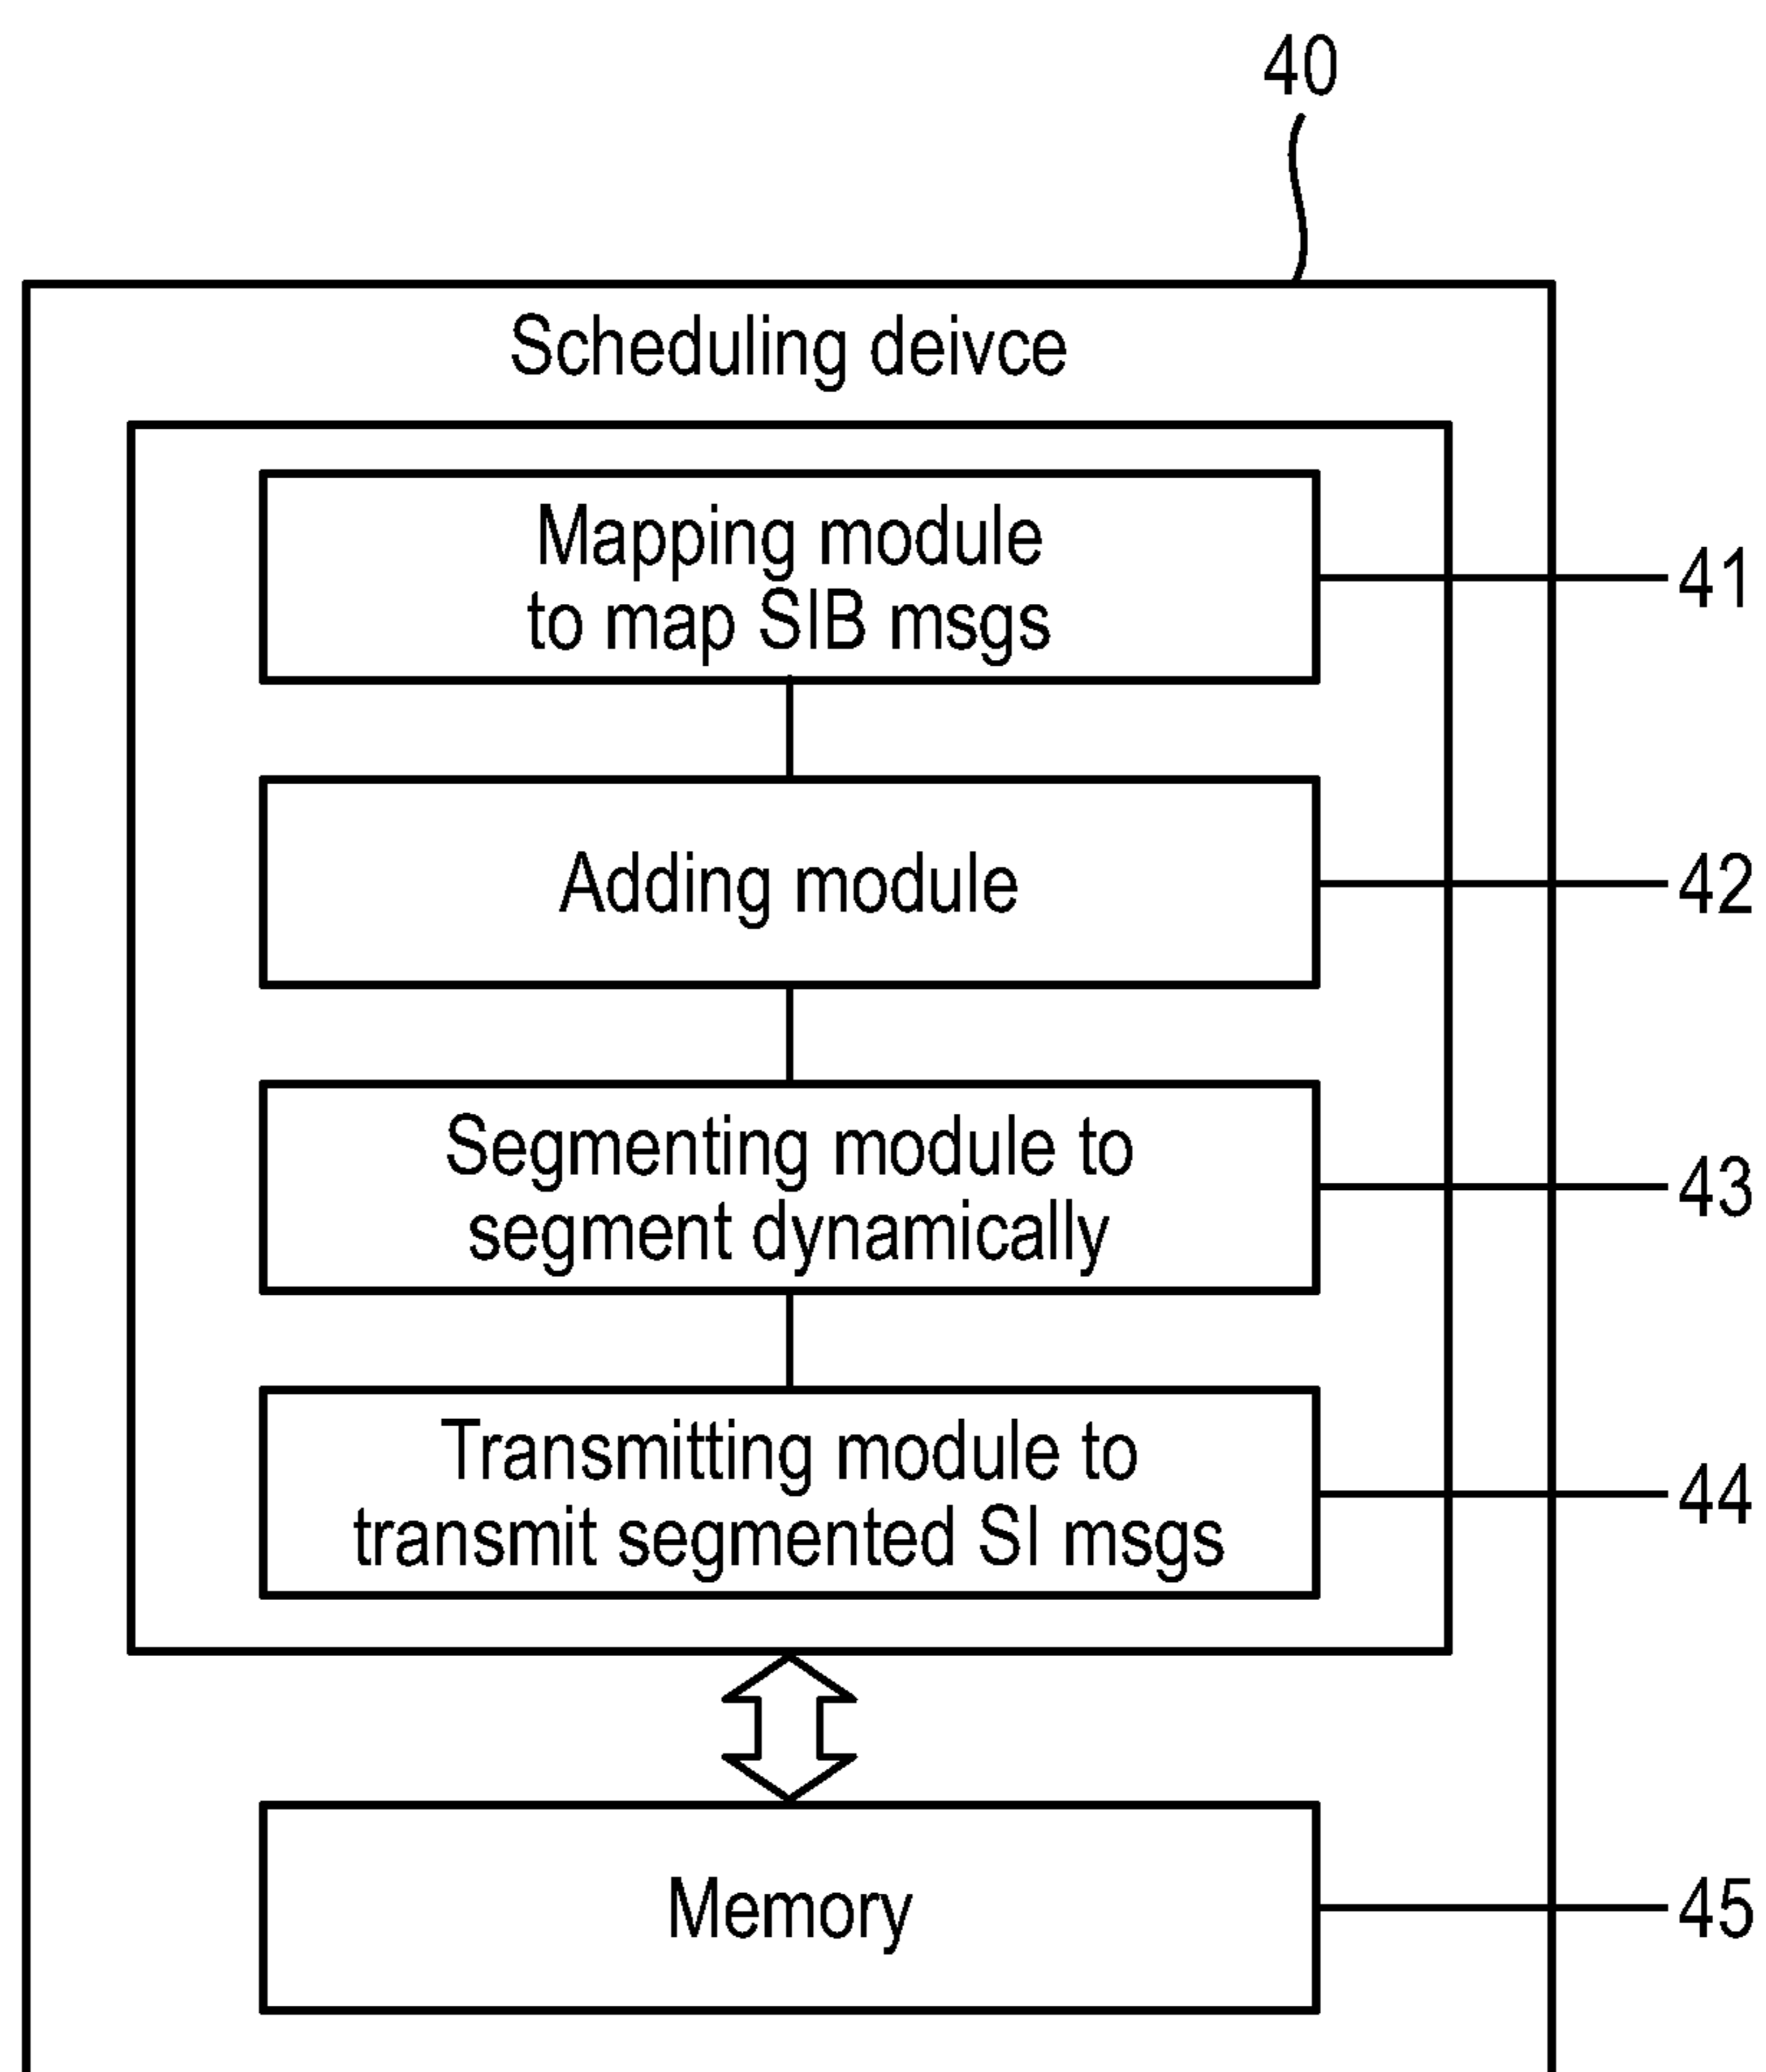 40
Scheduling deivce
Mapping module
to map SIB msgs
41
Adding module
42
Segmenting module to
segment dynamically
43
Transmitting module to
transmit segmented SI msgs
44
Memory
45